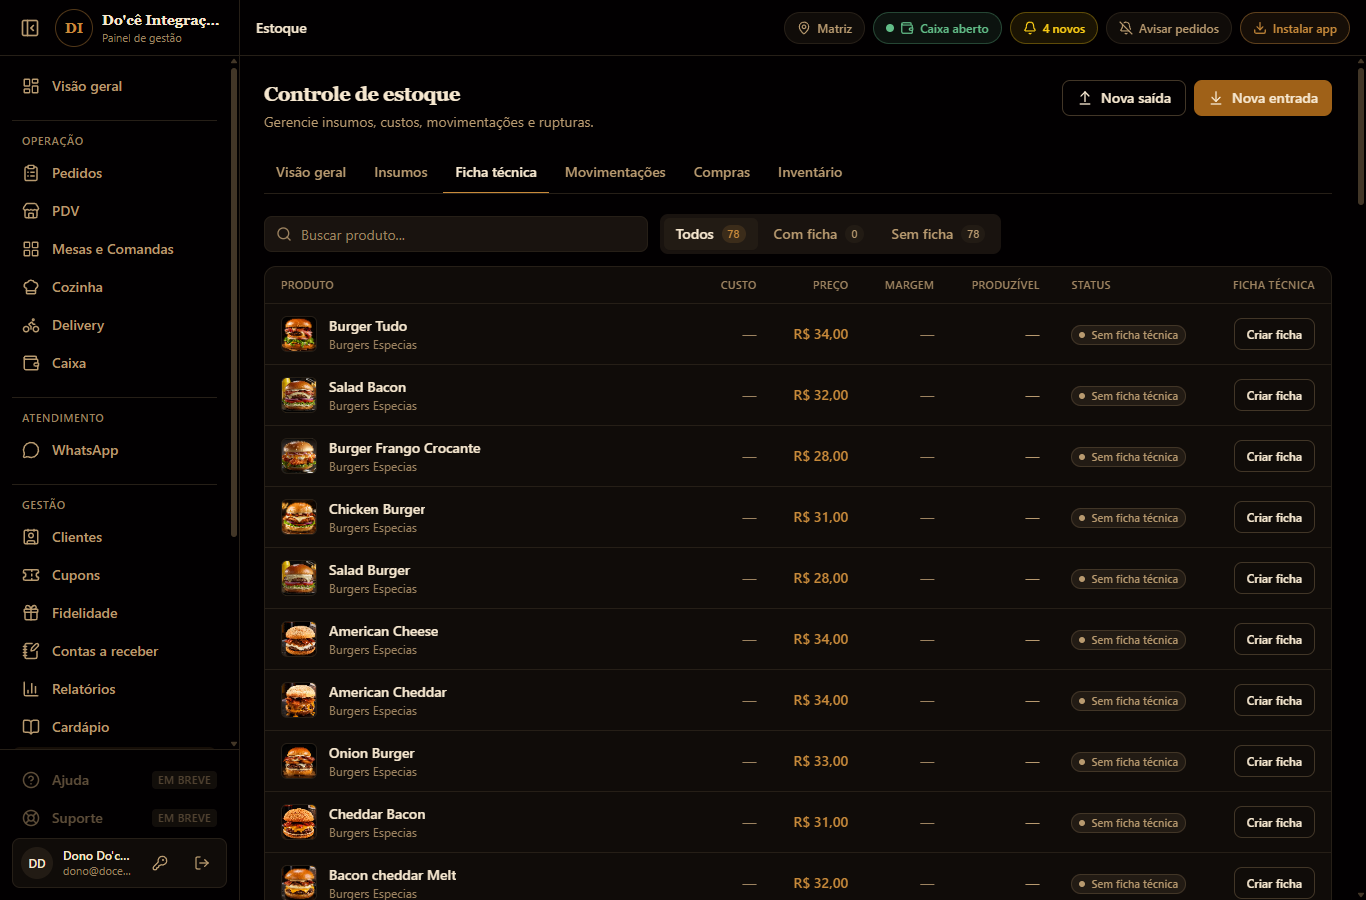 DI
Do'cê Integraç...
Painel de gestão
Visão geral
OPERAÇÃO
Pedidos
PDV
Mesas e Comandas
Cozinha
Delivery
Caixa
ATENDIMENTO
WhatsApp
GESTÃO
Clientes
Cupons
Fidelidade
Contas a receber
Relatórios
Cardápio
Ajuda EM BREVE
Suporte EM BREVE
DD
Dono Do'c...
dono@doce...
Estoque
Matriz
Caixa aberto
4 novos
Avisar pedidos
Instalar app
Controle de estoque
Gerencie insumos, custos, movimentações e rupturas.
Nova saída
Nova entrada
Visão geral Insumos Ficha técnica Movimentações Compras Inventário
Buscar produto...
Todos 78 Com ficha 0 Sem ficha 78
PRODUTO CUSTO PREÇO MARGEM PRODUZÍVEL STATUS FICHA TÉCNICA
Burger Tudo
Burgers Especias
— R$ 34,00 — — Sem ficha técnica Criar ficha
Salad Bacon
Burgers Especias
— R$ 32,00 — — Sem ficha técnica Criar ficha
Burger Frango Crocante
Burgers Especias
— R$ 28,00 — — Sem ficha técnica Criar ficha
Chicken Burger
Burgers Especias
— R$ 31,00 — — Sem ficha técnica Criar ficha
Salad Burger
Burgers Especias
— R$ 28,00 — — Sem ficha técnica Criar ficha
American Cheese
Burgers Especias
— R$ 34,00 — — Sem ficha técnica Criar ficha
American Cheddar
Burgers Especias
— R$ 34,00 — — Sem ficha técnica Criar ficha
Onion Burger
Burgers Especias
— R$ 33,00 — — Sem ficha técnica Criar ficha
Cheddar Bacon
Burgers Especias
— R$ 31,00 — — Sem ficha técnica Criar ficha
Bacon cheddar Melt
Burgers Especias
— R$ 32,00 — — Sem ficha técnica Criar ficha